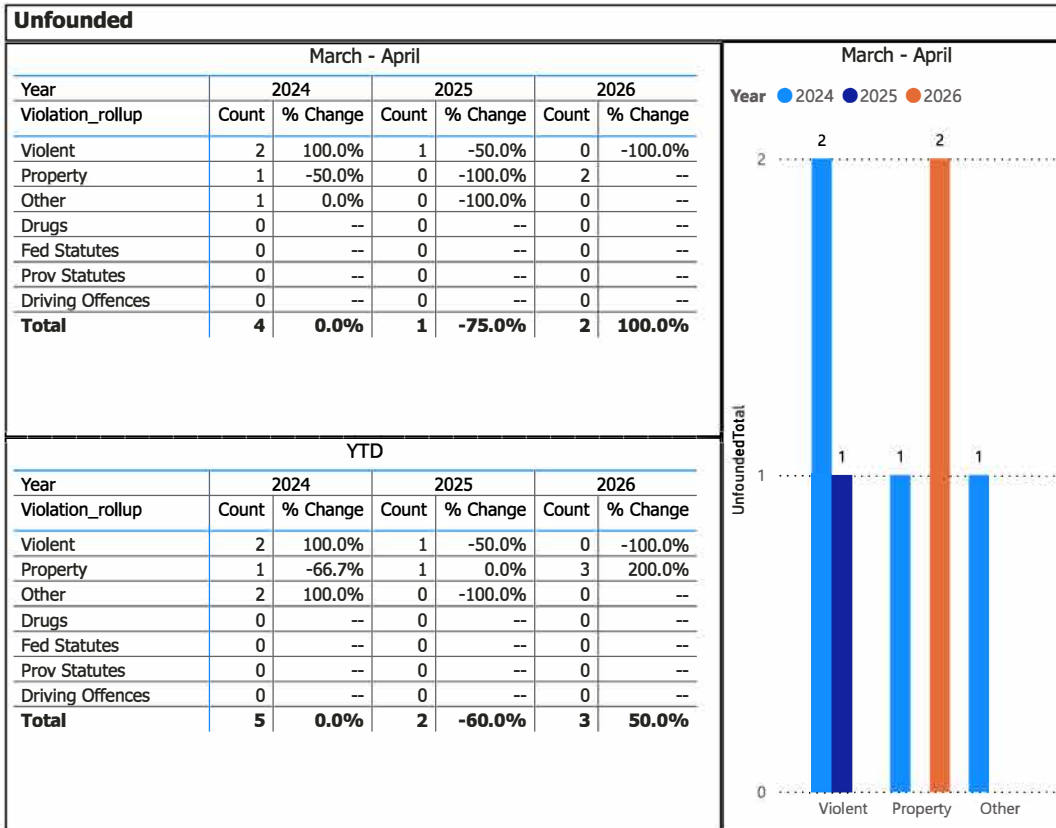 Unfounded
March - April
Year 2024 2025 2026
Violation_rollup Count % Change Count % Change Count % Change
Violent 2 100.0% 1 -50.0% 0 -100.0%
Property 1 -50.0% 0 -100.0% 2 --
Other 1 0.0% 0 -100.0% 0 --
Drugs 0 -- 0 -- 0 --
Fed Statutes 0 -- 0 -- 0 --
Prov Statutes 0 -- 0 -- 0 --
Driving Offences 0 -- 0 -- 0 --
Total 4 0.0% 1 -75.0% 2 100.0%
YTD
Year 2024 2025 2026
Violation_rollup Count % Change Count % Change Count % Change
Violent 2 100.0% 1 -50.0% 0 -100.0%
Property 1 -66.7% 1 0.0% 3 200.0%
Other 2 100.0% 0 -100.0% 0 --
Drugs 0 -- 0 -- 0 --
Fed Statutes 0 -- 0 -- 0 --
Prov Statutes 0 -- 0 -- 0 --
Driving Offences 0 -- 0 -- 0 --
Total 5 0.0% 2 -60.0% 3 50.0%
March - April
Year 2024 2025 2026
2 2
2
UnfoundedTotal
1 1 1
1
0
Violent Property Other